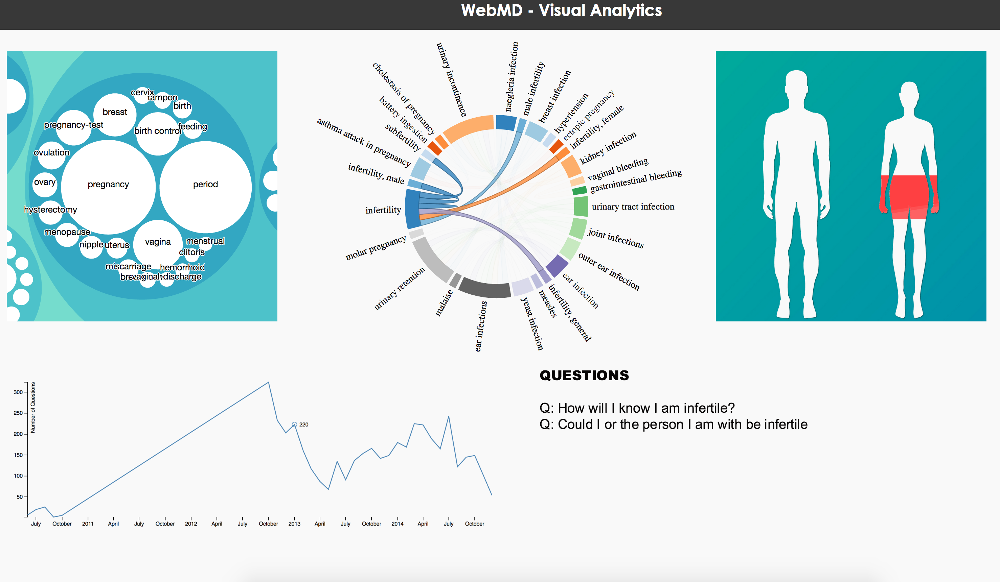 WebMD - Visual Analytics
cervix
tampon
birth
breast
pregnancy-test
birth control
feeding
ovulation
ovary
pregnancy
period
hysterectomy
menopause
nipple
uterus
vagina
menstrual
clitoris
miscarriage
hemorrhoid
vaginal-discharge
naegleria infection
male infertility
breast infection
hypertension
ectopic pregnancy
infertility, female
kidney infection
vaginal bleeding
gastrointestinal bleeding
urinary tract infection
joint infections
outer ear infection
ear infection
infertility, general
measles
yeast infection
ear infections
malaise
urinary retention
molar pregnancy
infertility
infertility, male
asthma attack in pregnancy
subfertility
battery ingestion
cholestasis of pregnancy
urinary incontinence
Number of Questions
300
250
200
150
100
50
220
July October 2011 April July October 2012 April July October 2013 April July October 2014 April July October
QUESTIONS
Q: How will I know I am infertile?
Q: Could I or the person I am with be infertile